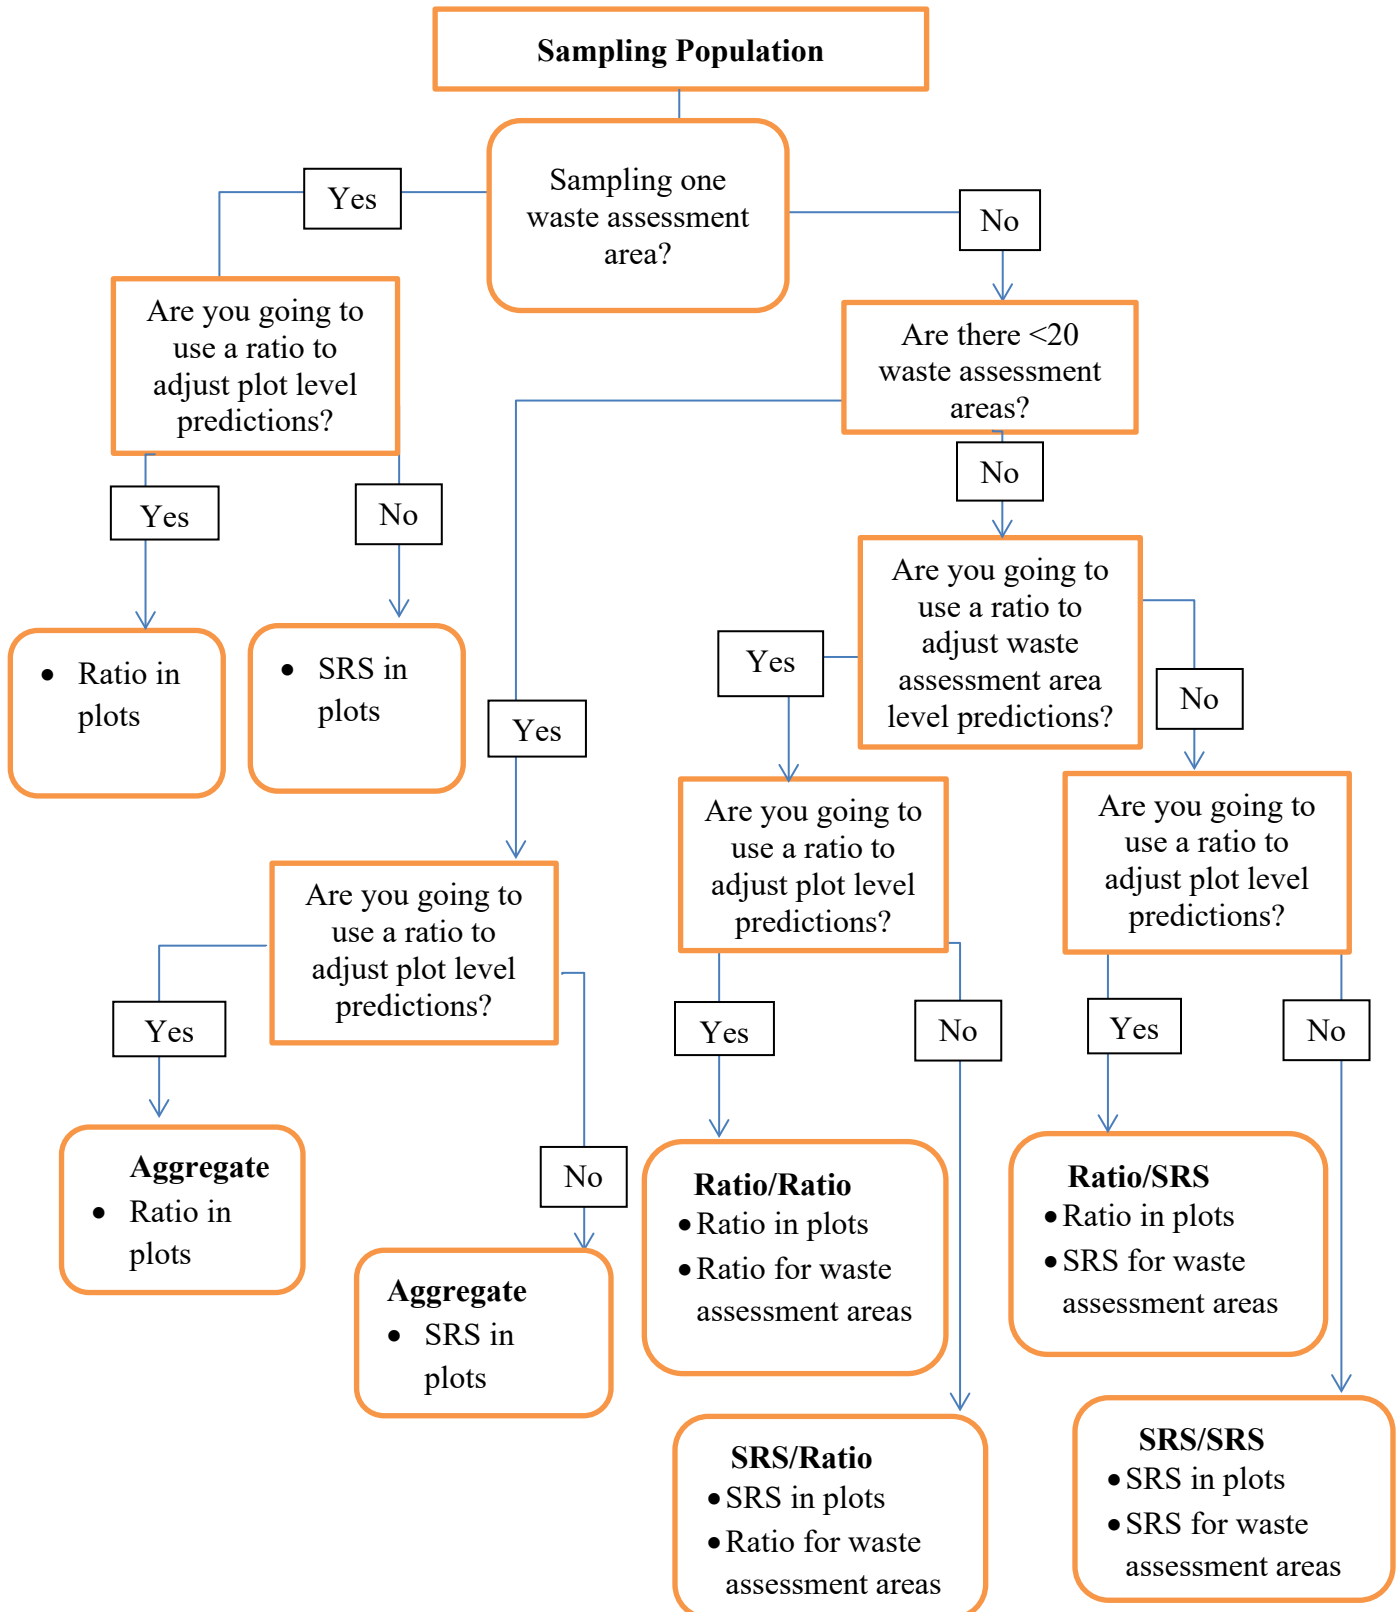 Sampling Population
Sampling one
waste assessment
area?
Yes
No
Are you going to
use a ratio to
adjust plot level
predictions?
Are there <20
waste assessment
areas?
Yes
No
No
Are you going to
use a ratio to
adjust waste
assessment area
level predictions?
• Ratio in
plots
• SRS in
plots
Yes
Yes
No
Are you going to
use a ratio to
adjust plot level
predictions?
Are you going to
use a ratio to
adjust plot level
predictions?
Are you going to
use a ratio to
adjust plot level
predictions?
Yes
No
Yes
No
Yes
No
Aggregate
• Ratio in
plots
Aggregate
• SRS in
plots
Ratio/Ratio
• Ratio in plots
• Ratio for waste
assessment areas
Ratio/SRS
• Ratio in plots
• SRS for waste
assessment areas
SRS/Ratio
• SRS in plots
• Ratio for waste
assessment areas
SRS/SRS
• SRS in plots
• SRS for waste
assessment areas